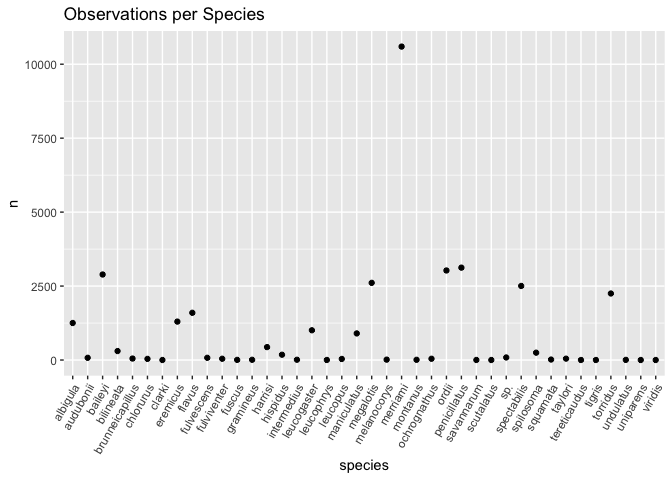 Observations per Species
10000
7500
5000
2500
0
n
albigula
audubonii
baileyi
bilineata
brunneicapillus
chlorurus
clarki
eremicus
flavus
fulvescens
fulviventer
fuscus
gramineus
harrisi
hispidus
intermedius
leucogaster
leucophrys
leucopus
maniculatus
megalotis
melanocorys
merriami
montanus
ochrognathus
ordii
penicillatus
savannarum
scutalatus
sp.
spectabilis
spilosoma
squamata
taylori
tereticaudus
tigris
torridus
undulatus
uniparens
viridis
species